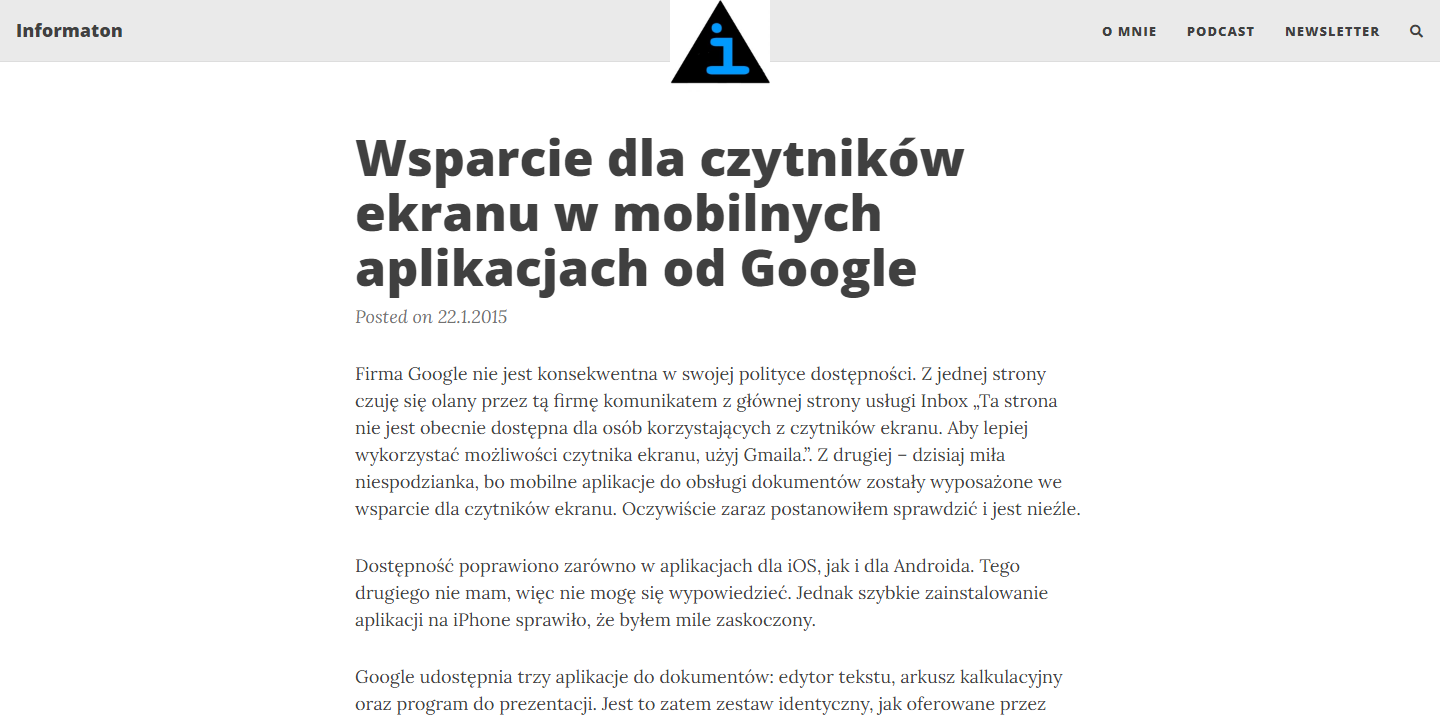 Informaton
i
O MNIE
PODCAST
NEWSLETTER
Wsparcie dla czytników
ekranu w mobilnych
aplikacjach od Google
Posted on 22.1.2015
Firma Google nie jest konsekwentna w swojej polityce dostępności. Z jednej strony
czuję się olany przez tą firmę komunikatem z głównej strony usługi Inbox „Ta strona
nie jest obecnie dostępna dla osób korzystających z czytników ekranu. Aby lepiej
wykorzystać możliwości czytnika ekranu, użyj Gmaila.”. Z drugiej – dzisiaj miła
niespodzianka, bo mobilne aplikacje do obsługi dokumentów zostały wyposażone we
wsparcie dla czytników ekranu. Oczywiście zaraz postanowiłem sprawdzić i jest nieźle.
Dostępność poprawiono zarówno w aplikacjach dla iOS, jak i dla Androida. Tego
drugiego nie mam, więc nie mogę się wypowiedzieć. Jednak szybkie zainstalowanie
aplikacji na iPhone sprawiło, że byłem mile zaskoczony.
Google udostępnia trzy aplikacje do dokumentów: edytor tekstu, arkusz kalkulacyjny
oraz program do prezentacji. Jest to zatem zestaw identyczny, jak oferowane przez